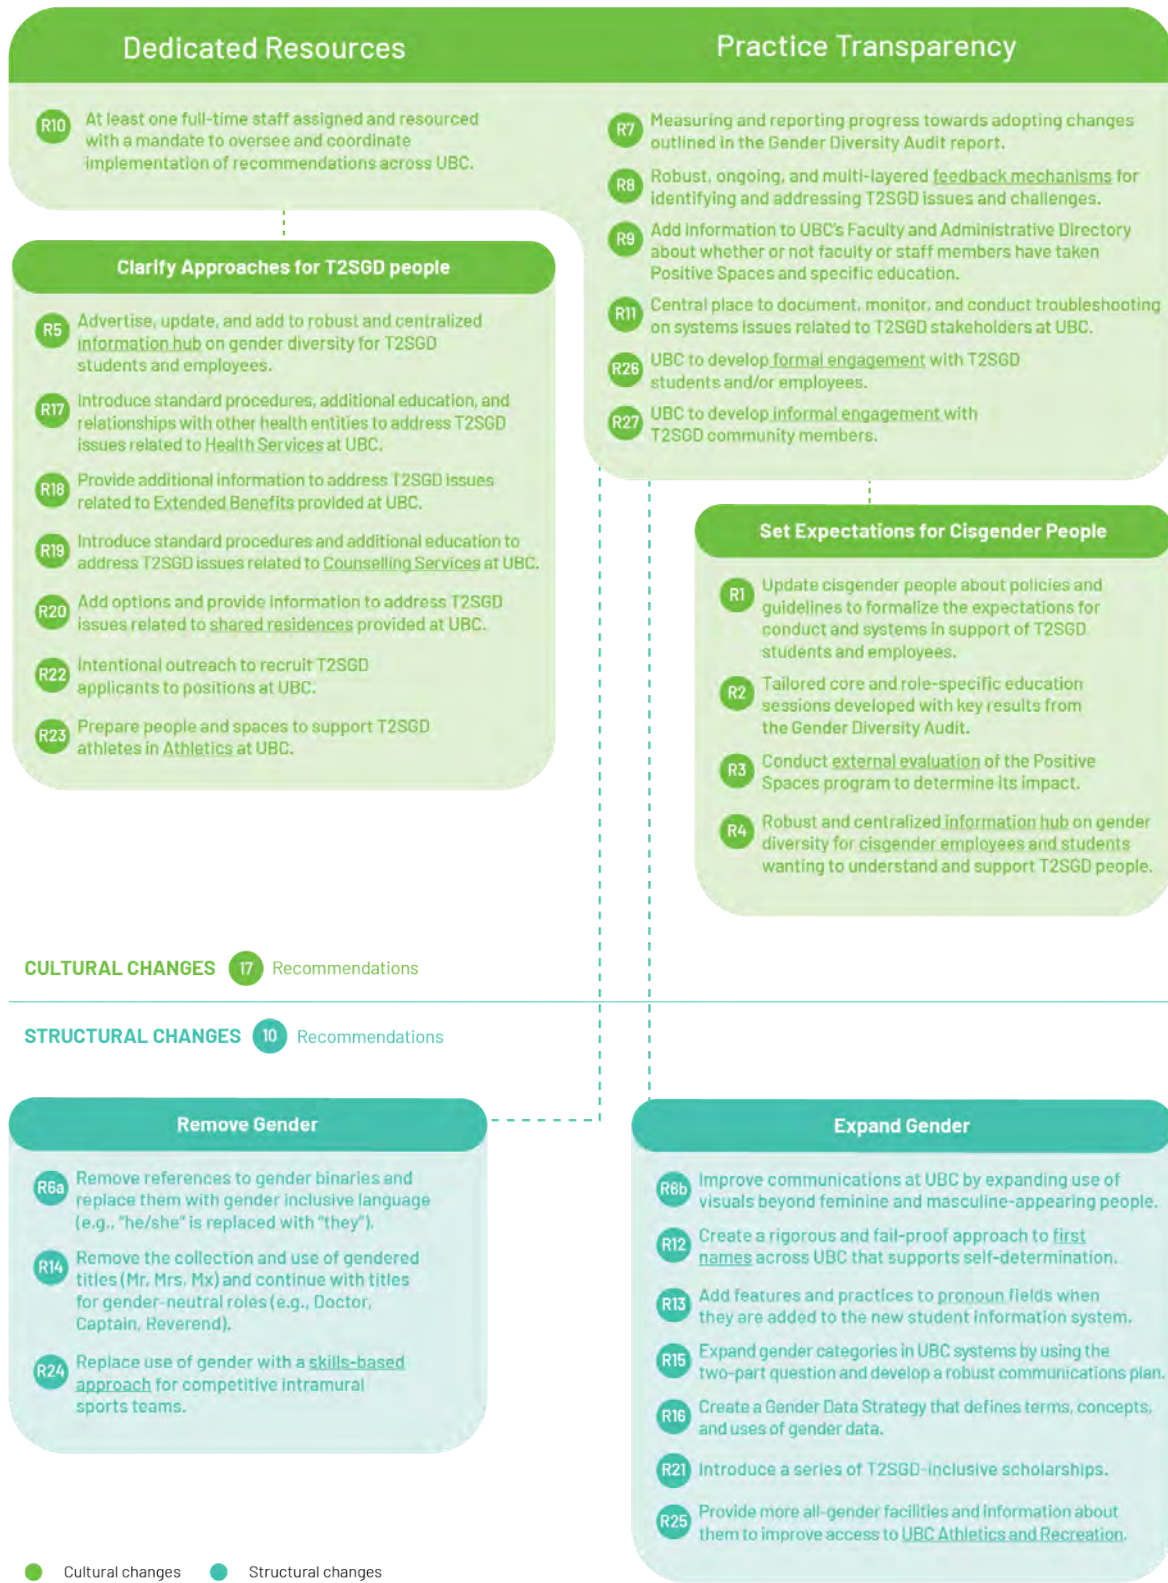 Dedicated Resources
R10
At least one full-time staff assigned and resourced
with a mandate to oversee and coordinate
implementation of recommendations across UBC.
Practice Transparency
R7
Measuring and reporting progress towards adopting changes
outlined in the Gender Diversity Audit report.
R8
Robust, ongoing, and multi-layered feedback mechanisms for
identifying and addressing T2SGD issues and challenges.
R9
Add information to UBC's Faculty and Administrative Directory
about whether or not faculty or staff members have taken
Positive Spaces and specific education.
R11
Central place to document, monitor, and conduct troubleshooting
on systems issues related to T2SGD stakeholders at UBC.
R26
UBC to develop formal engagement with T2SGD
students and/or employees.
R27
UBC to develop informal engagement with
T2SGD community members.
Clarify Approaches for T2SGD people
R5
Advertise, update, and add to robust and centralized
information hub on gender diversity for T2SGD
students and employees.
R17
Introduce standard procedures, additional education, and
relationships with other health entities to address T2SGD
issues related to Health Services at UBC.
R18
Provide additional information to address T2SGD issues
related to Extended Benefits provided at UBC.
R19
Introduce standard procedures and additional education to
address T2SGD issues related to Counselling Services at UBC.
R20
Add options and provide information to address T2SGD
issues related to shared residences provided at UBC.
R22
Intentional outreach to recruit T2SGD
applicants to positions at UBC.
R23
Prepare people and spaces to support T2SGD
athletes in Athletics at UBC.
Set Expectations for Cisgender People
R1
Update cisgender people about policies and
guidelines to formalize the expectations for
conduct and systems in support of T2SGD
students and employees.
R2
Tailored core and role-specific education
sessions developed with key results from
the Gender Diversity Audit.
R3
Conduct external evaluation of the Positive
Spaces program to determine its impact.
R4
Robust and centralized information hub on gender
diversity for cisgender employees and students
wanting to understand and support T2SGD people.
CULTURAL CHANGES 17 Recommendations
STRUCTURAL CHANGES 10 Recommendations
Remove Gender
R6a
Remove references to gender binaries and
replace them with gender inclusive language
(e.g., "he/she" is replaced with "they").
R14
Remove the collection and use of gendered
titles (Mr, Mrs, Mx) and continue with titles
for gender-neutral roles (e.g., Doctor,
Captain, Reverend).
R24
Replace use of gender with a skills-based
approach for competitive intramural
sports teams.
Expand Gender
R6b
Improve communications at UBC by expanding use of
visuals beyond feminine and masculine-appearing people.
R12
Create a rigorous and fail-proof approach to first
names across UBC that supports self-determination.
R13
Add features and practices to pronoun fields when
they are added to the new student information system.
R15
Expand gender categories in UBC systems by using the
two-part question and develop a robust communications plan.
R16
Create a Gender Data Strategy that defines terms, concepts,
and uses of gender data.
R21
Introduce a series of T2SGD-inclusive scholarships.
R25
Provide more all-gender facilities and information about
them to improve access to UBC Athletics and Recreation.
Cultural changes
Structural changes